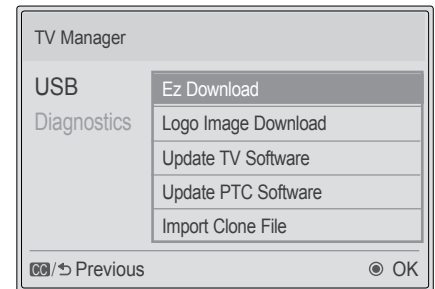 TV Manager
USB
Ez Download
Diagnostics
Logo Image Download
Update TV Software
Update PTC Software
Import Clone File
CC/⮌ Previous
◉ OK